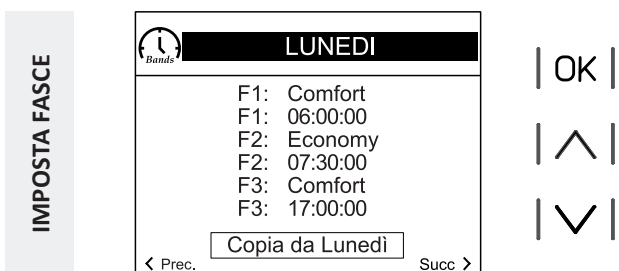 IMPOSTA FASCE
Bands
LUNEDI
F1: Comfort
F1: 06:00:00
F2: Economy
F2: 07:30:00
F3: Comfort
F3: 17:00:00
Copia da Lunedì
< Prec.
Succ >
OK